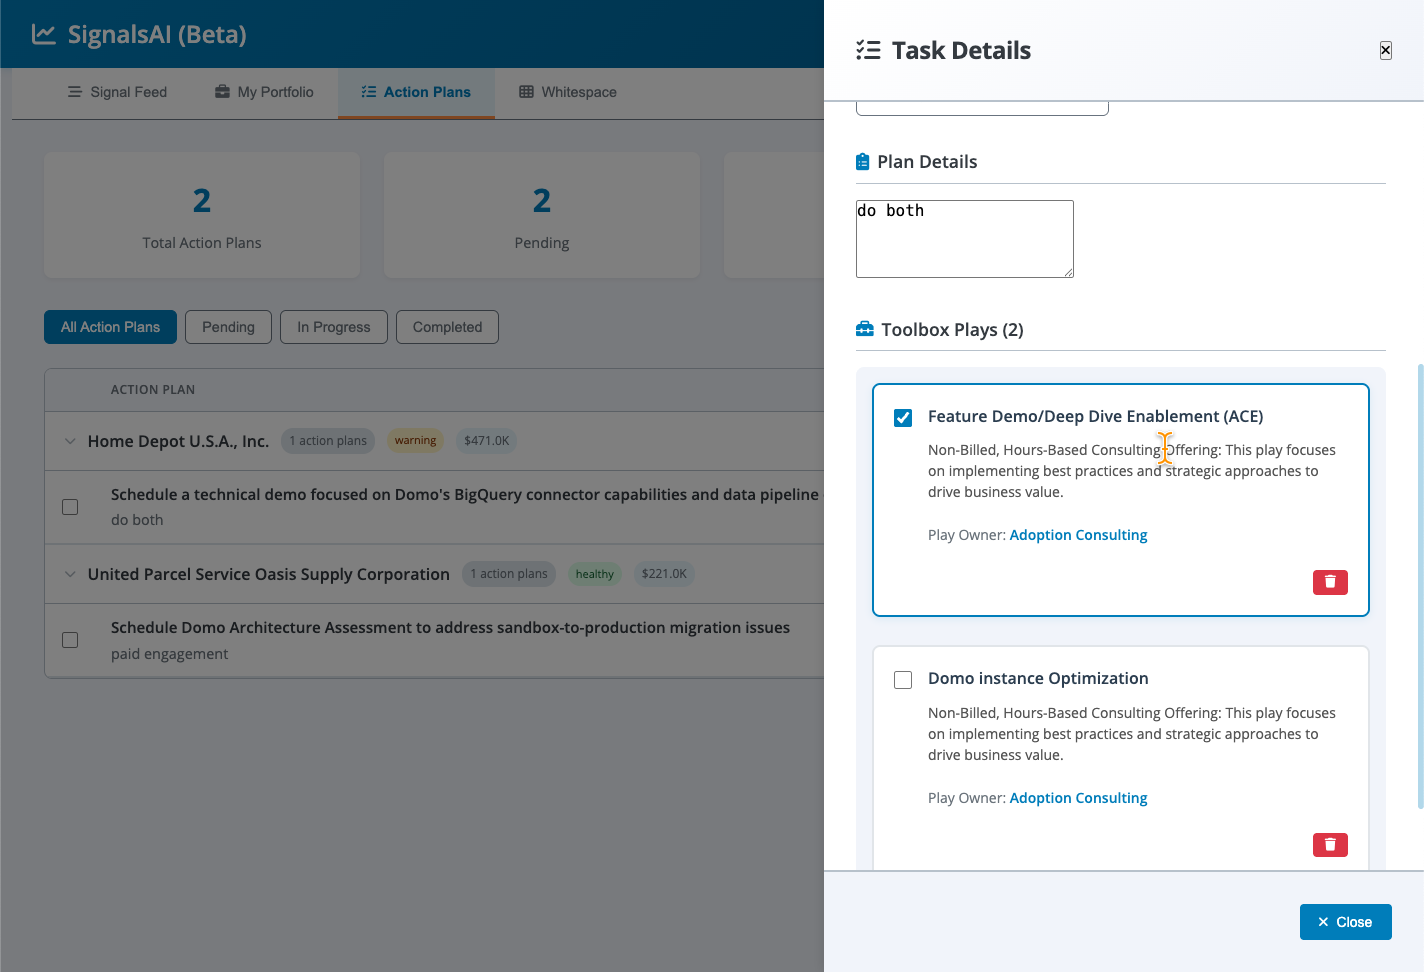 SignalsAI (Beta)
Signal Feed
My Portfolio
Action Plans
Whitespace
2
Total Action Plans
2
Pending
All Action Plans
Pending
In Progress
Completed
ACTION PLAN
Home Depot U.S.A., Inc.
1 action plans
warning
$471.0K
Schedule a technical demo focused on Domo's BigQuery connector capabilities and data pipeline
do both
United Parcel Service Oasis Supply Corporation
1 action plans
healthy
$221.0K
Schedule Domo Architecture Assessment to address sandbox-to-production migration issues
paid engagement
Task Details
Plan Details
do both
Toolbox Plays (2)
Feature Demo/Deep Dive Enablement (ACE)
Non-Billed, Hours-Based Consulting Offering: This play focuses
on implementing best practices and strategic approaches to
drive business value.
Play Owner: Adoption Consulting
Domo instance Optimization
Non-Billed, Hours-Based Consulting Offering: This play focuses
on implementing best practices and strategic approaches to
drive business value.
Play Owner: Adoption Consulting
Close